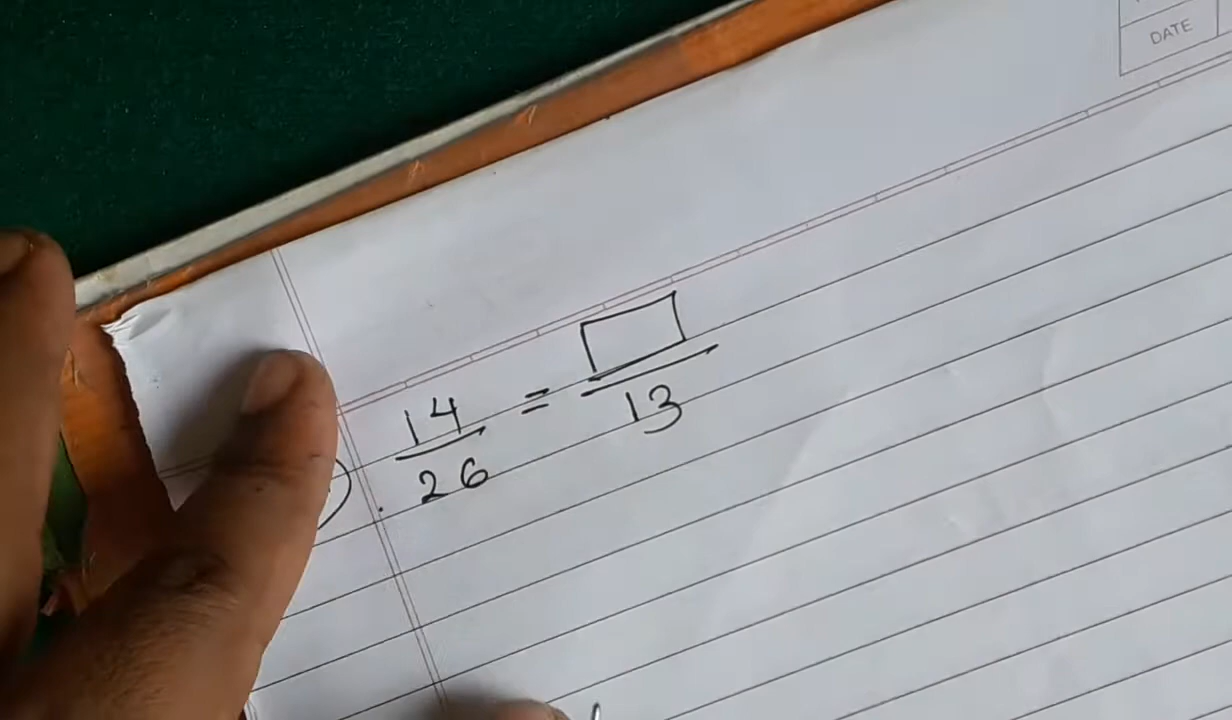 DATE
14/26 = □/13